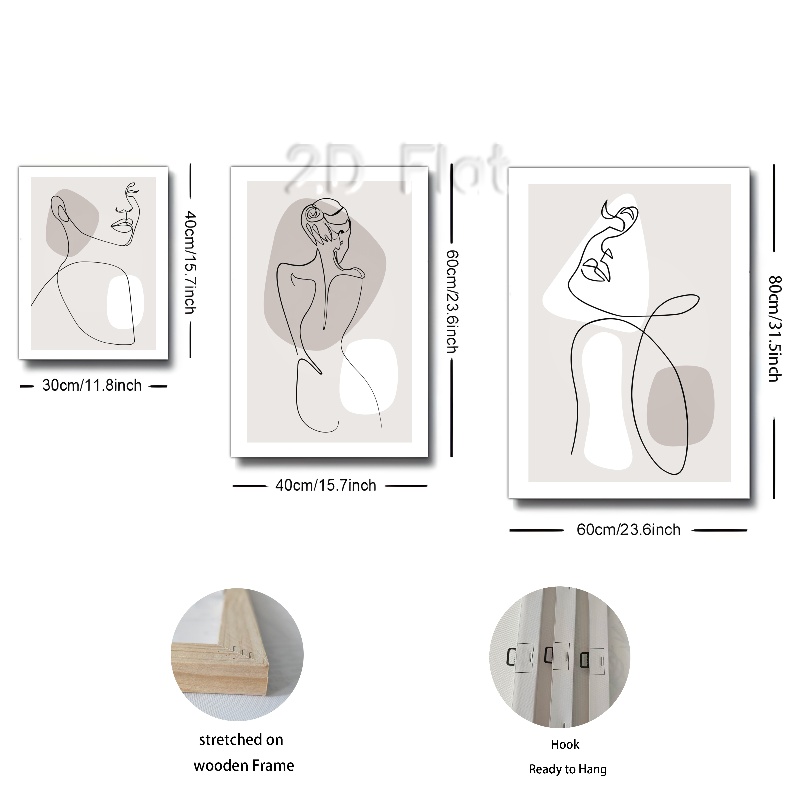 2D Flat
40cm/15.7inch
30cm/11.8inch
60cm/23.6inch
40cm/15.7inch
80cm/31.5inch
60cm/23.6inch
stretched on
wooden Frame
Hook
Ready to Hang